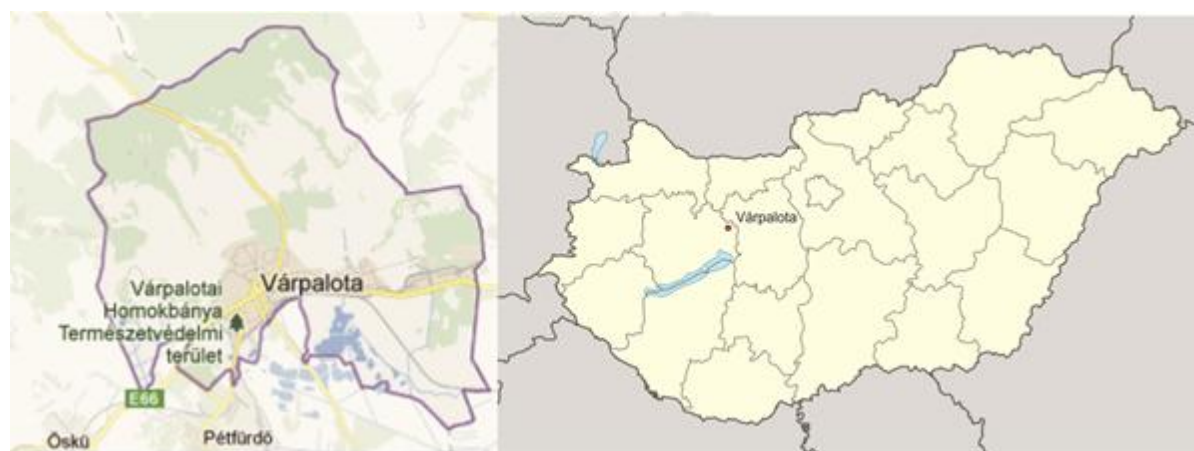 Várpalota
Várpalotai
Homokbánya
Természetvédelmi
terület
E66
Öskü
Pétfürdő
Várpalota